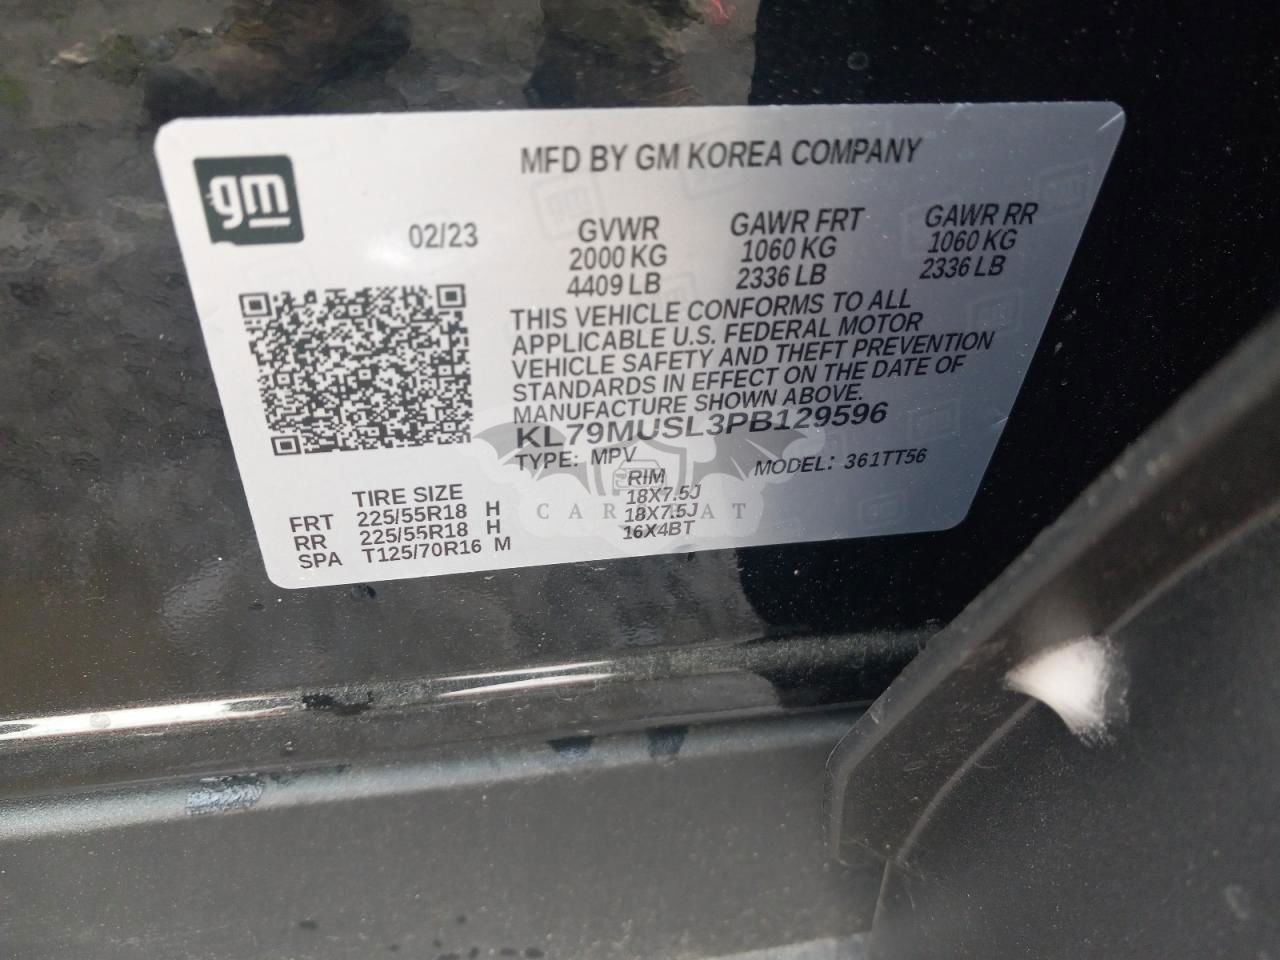 gm
MFD BY GM KOREA COMPANY
02/23
GVWR GAWR FRT GAWR RR
2000 KG 1060 KG 1060 KG
4409 LB 2336 LB 2336 LB
THIS VEHICLE CONFORMS TO ALL
APPLICABLE U.S. FEDERAL MOTOR
VEHICLE SAFETY AND THEFT PREVENTION
STANDARDS IN EFFECT ON THE DATE OF
MANUFACTURE SHOWN ABOVE.
KL79MUSL3PB129596
TYPE: MPV MODEL: 361TT56
TIRE SIZE RIM
FRT 225/55R18 H 18X7.5J
RR 225/55R18 H 18X7.5J
SPA T125/70R16 M 16X4BT